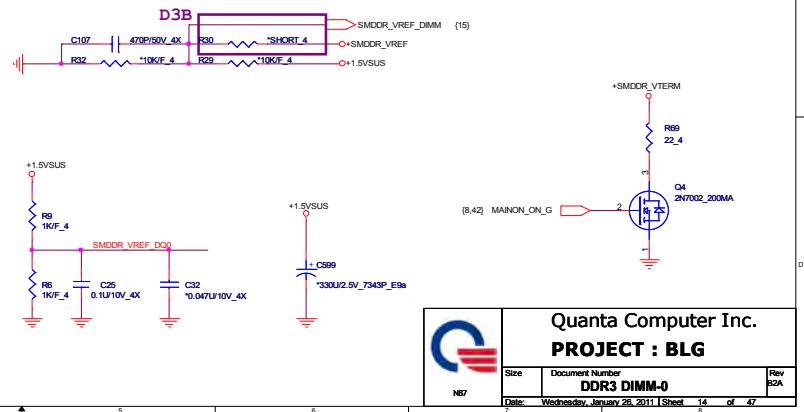 D3B
SMDDR_VREF_DIMM {15}
C107 470P/50V_4X R30 *SHORT_4 +SMDDR_VREF
R32 *10K/F_4 R29 *10K/F_4 +1.5VSUS
+SMDDR_VTERM
R69
22_4
3
Q4
2N7002_200MA
{8,42} MAINON_ON_G 2
1
+1.5VSUS
R9
1K/F_4
SMDDR_VREF_DQ0
R6
1K/F_4
C25
0.1U/10V_4X
C32
*0.047U/10V_4X
+1.5VSUS
+ C599
*330U/2.5V_7343P_E9a
D
Quanta Computer Inc.
PROJECT : BLG
NB7
Size Document Number Rev
DDR3 DIMM-0 B2A
Date: Wednesday, January 26, 2011 Sheet 14 of 47
5 6 7 8